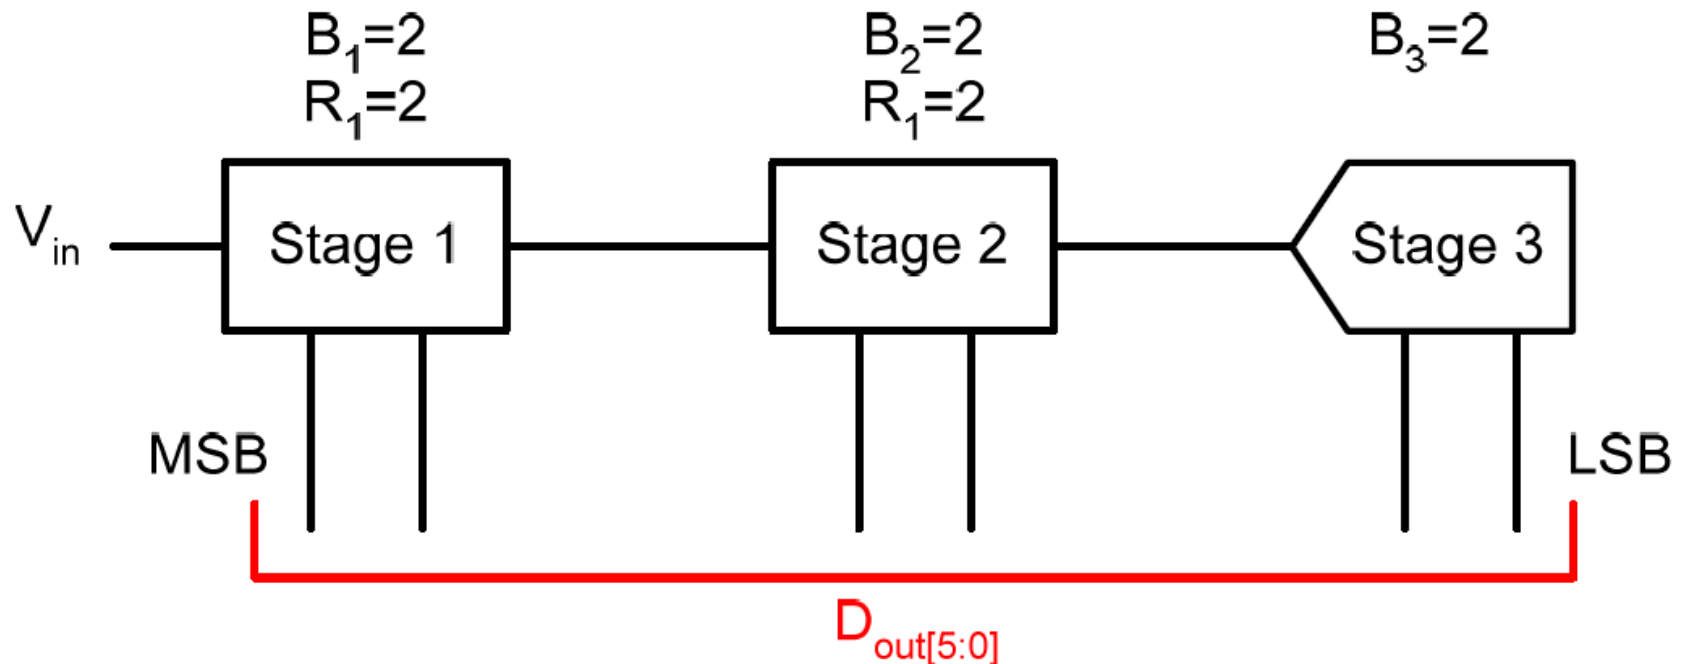 B1=2 B2=2 B3=2
R1=2 R1=2
Vin Stage 1 Stage 2 Stage 3
MSB LSB
Dout[5:0]